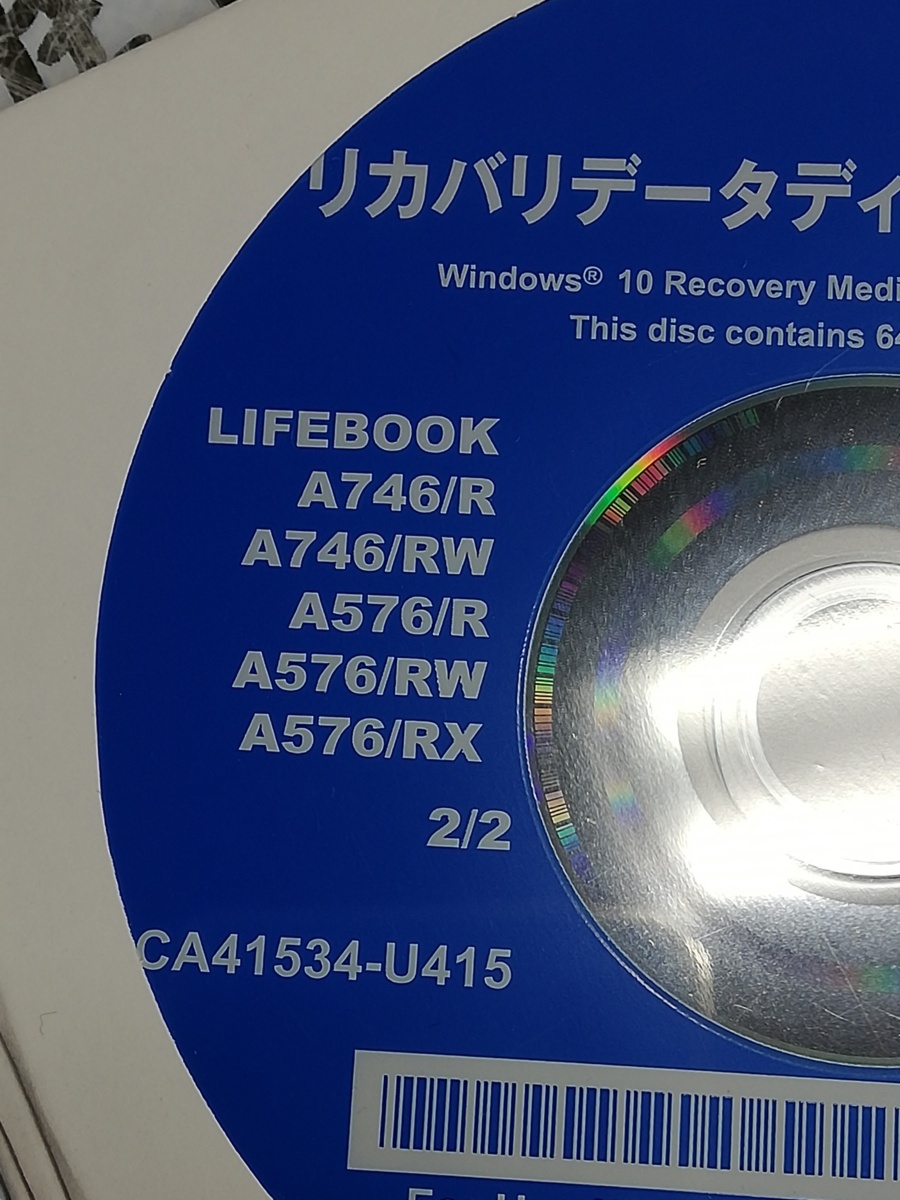 リカバリデータディ
Windows® 10 Recovery Medi
This disc contains 64
LIFEBOOK
A746/R
A746/RW
A576/R
A576/RW
A576/RX
2/2
CA41534-U415